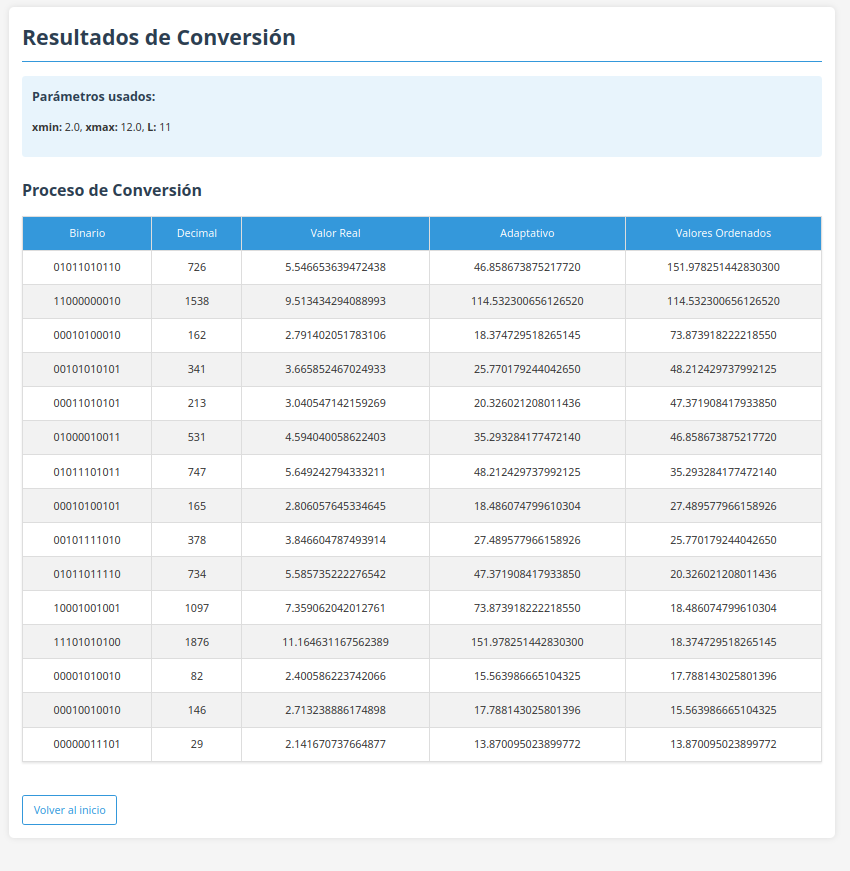 Resultados de Conversión
Parámetros usados:
xmin: 2.0, xmax: 12.0, L: 11
Proceso de Conversión
Binario Decimal Valor Real Adaptativo Valores Ordenados
01011010110 726 5.546653639472438 46.858673875217720 151.978251442830300
11000000010 1538 9.513434294088993 114.532300656126520 114.532300656126520
00010100010 162 2.791402051783106 18.374729518265145 73.873918222218550
00101010101 341 3.665852467024933 25.770179244042650 48.212429737992125
00011010101 213 3.040547142159269 20.326021208011436 47.371908417933850
01000010011 531 4.594040058622403 35.293284177472140 46.858673875217720
01011101011 747 5.649242794333211 48.212429737992125 35.293284177472140
00010100101 165 2.806057645334645 18.486074799610304 27.489577966158926
00101111010 378 3.846604787493914 27.489577966158926 25.770179244042650
01011011110 734 5.585735222276542 47.371908417933850 20.326021208011436
10001001001 1097 7.359062042012761 73.873918222218550 18.486074799610304
11101010100 1876 11.164631167562389 151.978251442830300 18.374729518265145
00001010010 82 2.400586223742066 15.563986665104325 17.788143025801396
00010010010 146 2.713238886174898 17.788143025801396 15.563986665104325
00000011101 29 2.141670737664877 13.870095023899772 13.870095023899772
Volver al inicio